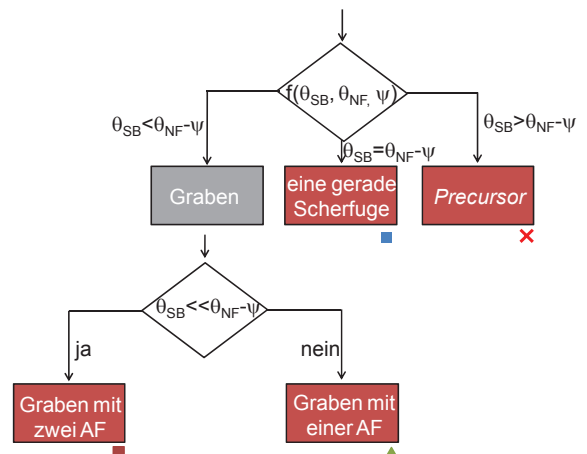 f(θSB, θNF, ψ)
θSB<θNF-ψ
θSB=θNF-ψ
θSB>θNF-ψ
Graben
eine gerade
Scherfuge
Precursor
θSB<<θNF-ψ
ja
nein
Graben mit
zwei AF
Graben mit
einer AF